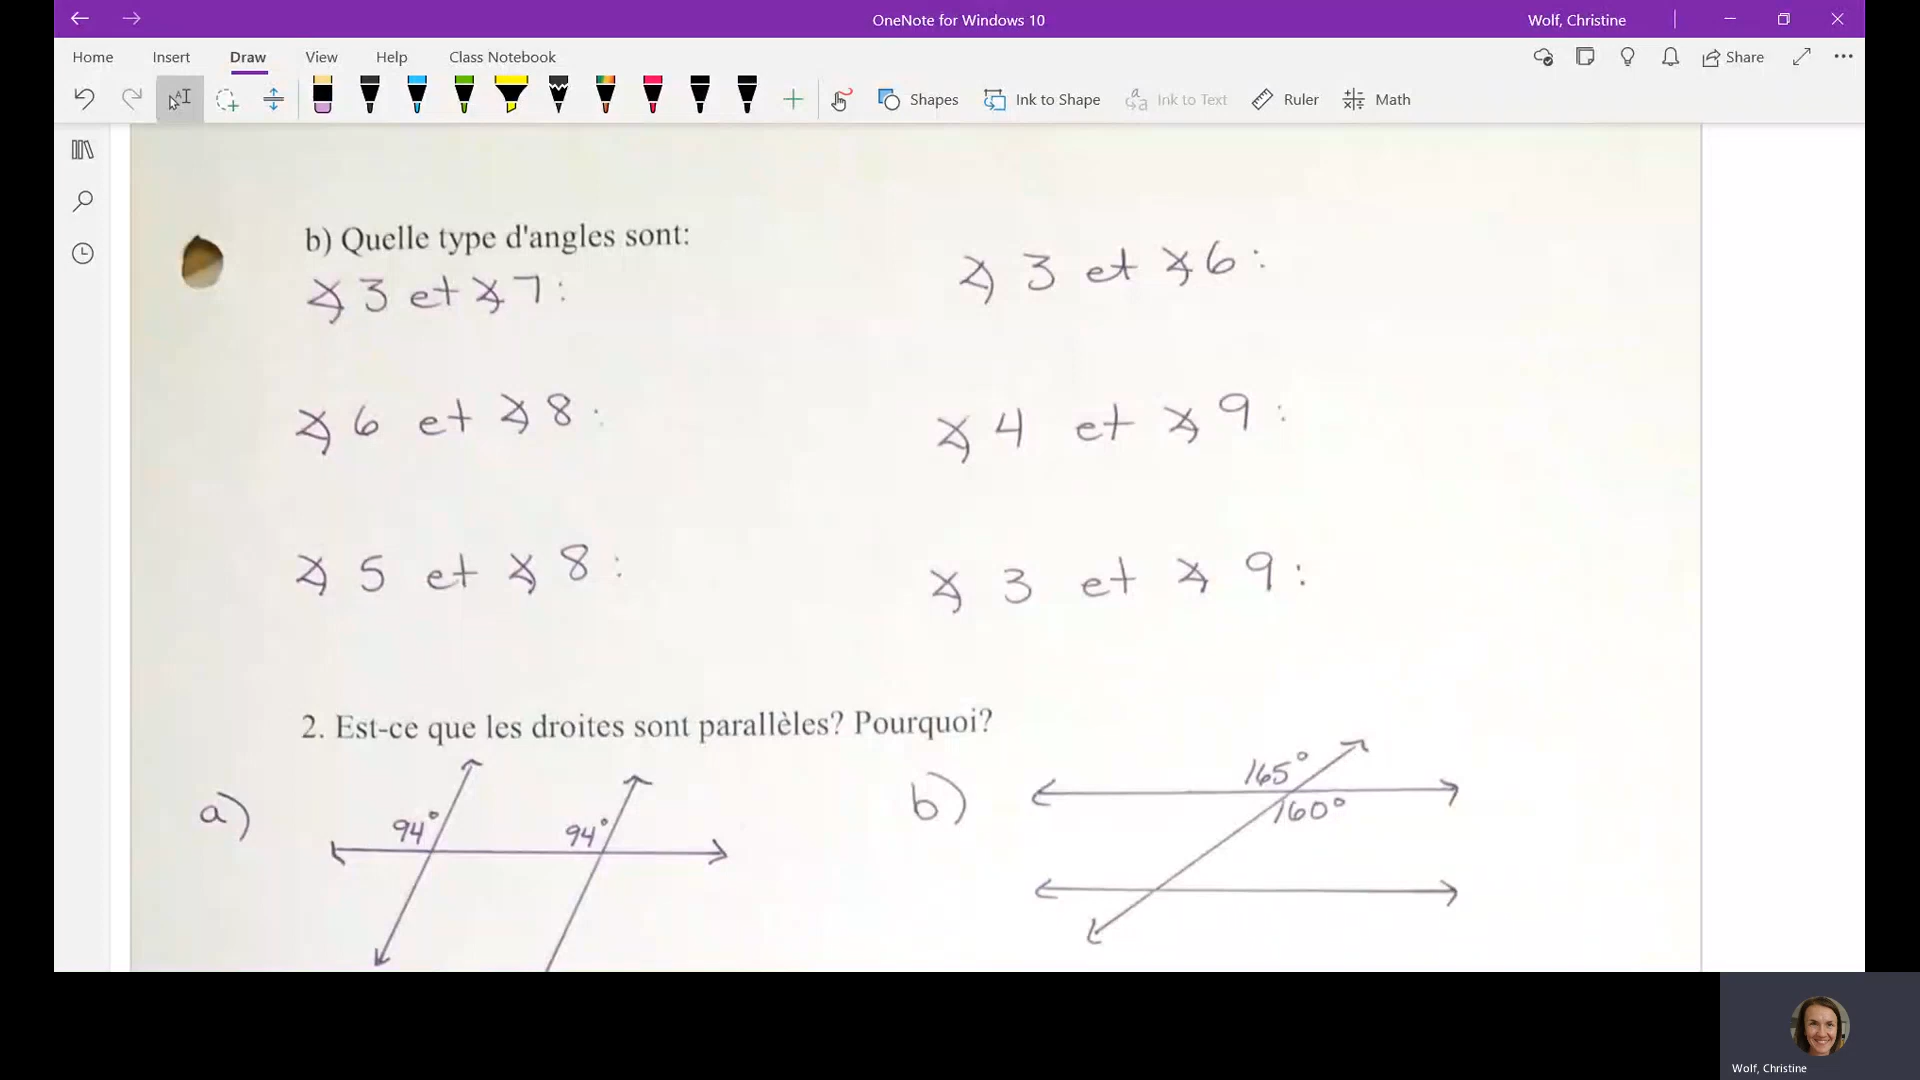 OneNote for Windows 10
Wolf, Christine
Home Insert Draw View Help Class Notebook
Share
Shapes Ink to Shape Ink to Text Ruler Math
b) Quelle type d'angles sont:
∡ 3 et ∡ 7:
∡ 3 et ∡ 6:
∡ 6 et ∡ 8:
∡ 4 et ∡ 9:
∡ 5 et ∡ 8:
∡ 3 et ∡ 9:
2. Est-ce que les droites sont parallèles? Pourquoi?
a)
94°
94°
b)
165°
160°
Wolf, Christine